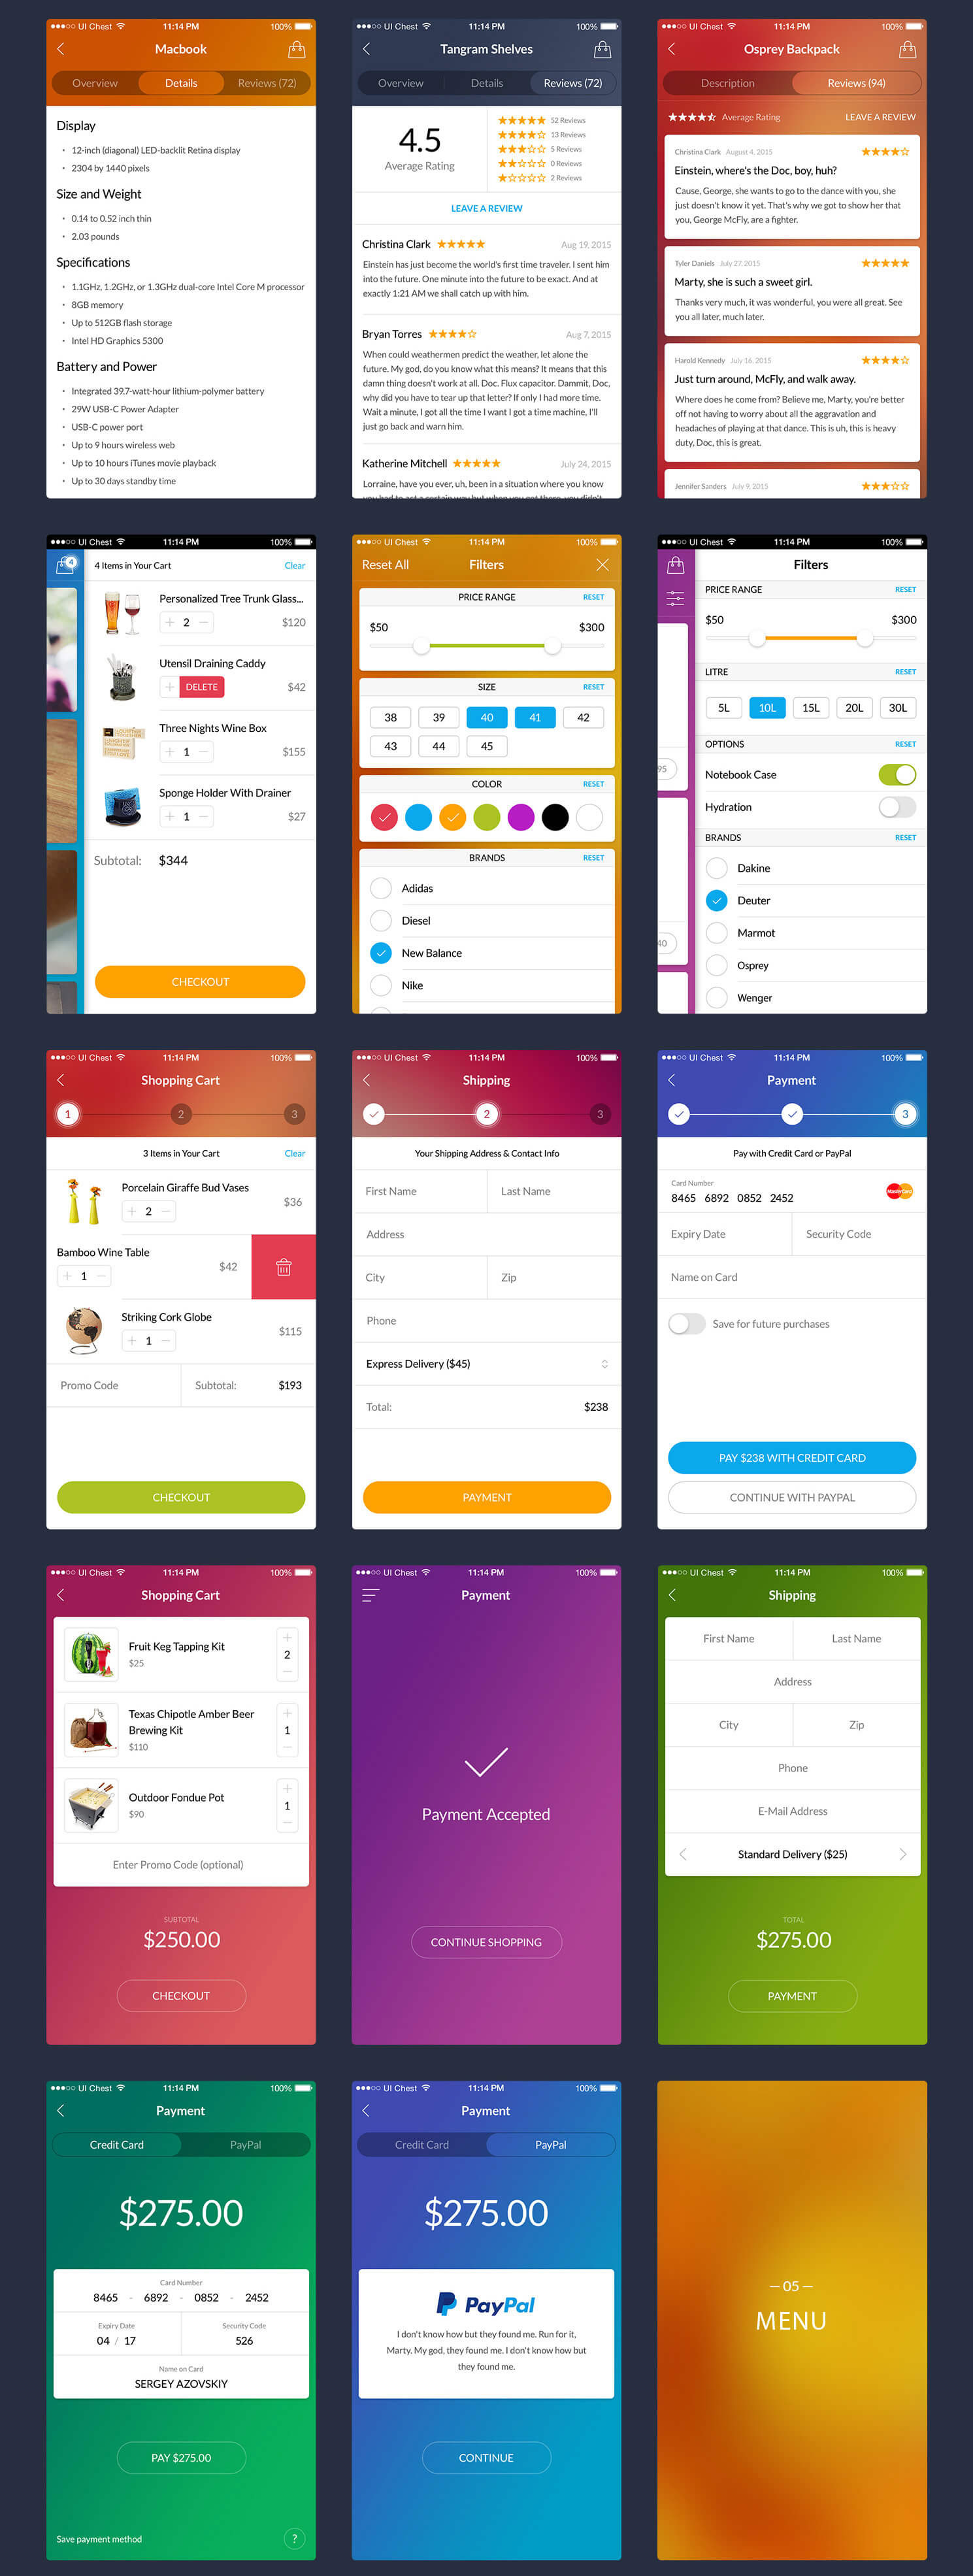 UI Chest 11:14 PM 100%
Macbook
Overview Details Reviews (72)
Display
• 12-inch (diagonal) LED-backlit Retina display
• 2304 by 1440 pixels
Size and Weight
• 0.14 to 0.52 inch thin
• 2.03 pounds
Specifications
• 1.1GHz, 1.2GHz, or 1.3GHz dual-core Intel Core M processor
• 8GB memory
• Up to 512GB flash storage
• Intel HD Graphics 5300
Battery and Power
• Integrated 39.7-watt-hour lithium-polymer battery
• 29W USB-C Power Adapter
• USB-C power port
• Up to 9 hours wireless web
• Up to 10 hours iTunes movie playback
• Up to 30 days standby time
UI Chest 11:14 PM 100%
Tangram Shelves
Overview Details Reviews (72)
4.5
Average Rating
52 Reviews
13 Reviews
5 Reviews
0 Reviews
2 Reviews
LEAVE A REVIEW
Christina Clark Aug 19, 2015
Einstein has just become the world's first time traveler. I sent him
into the future. One minute into the future to be exact. And at
exactly 1:21 AM we shall catch up with him.
Bryan Torres Aug 7, 2015
When could weathermen predict the weather, let alone the
future. My god, do you know what this means? It means that this
damn thing doesn't work at all. Doc. Flux capacitor. Dammit, Doc,
why did you have to tear up that letter? If only I had more time.
Wait a minute, I got all the time I want I got a time machine, I'll
just go back and warn him.
Katherine Mitchell July 24, 2015
Lorraine, have you ever, uh, been in a situation where you know
you had to act a certain way but when you got there, you didn't
UI Chest 11:14 PM 100%
Osprey Backpack
Description Reviews (94)
Average Rating LEAVE A REVIEW
Christina Clark August 4, 2015
Einstein, where's the Doc, boy, huh?
Cause, George, she wants to go to the dance with you, she
just doesn't know it yet. That's why we got to show her that
you, George McFly, are a fighter.
Tyler Daniels July 27, 2015
Marty, she is such a sweet girl.
Thanks very much, it was wonderful, you were all great. See
you all later, much later.
Harold Kennedy July 16, 2015
Just turn around, McFly, and walk away.
Where does he come from? Believe me, Marty, you're better
off not having to worry about all the aggravation and
headaches of playing at that dance. This is uh, this is heavy
duty, Doc, this is great.
Jennifer Sanders July 9, 2015
UI Chest 11:14 PM 100%
4
4 Items in Your Cart Clear
Personalized Tree Trunk Glass...
+ 2 − $120
Utensil Draining Caddy
+ DELETE $42
Three Nights Wine Box
+ 1 − $155
Sponge Holder With Drainer
+ 1 − $27
Subtotal: $344
CHECKOUT
UI Chest 11:14 PM 100%
Reset All Filters
PRICE RANGE RESET
$50 $300
SIZE RESET
38 39 40 41 42
43 44 45
COLOR RESET
BRANDS RESET
Adidas
Diesel
New Balance
Nike
UI Chest 11:14 PM 100%
95
40
Filters
PRICE RANGE RESET
$50 $300
LITRE RESET
5L 10L 15L 20L 30L
OPTIONS RESET
Notebook Case
Hydration
BRANDS RESET
Dakine
Deuter
Marmot
Osprey
Wenger
UI Chest 11:14 PM 100%
Shopping Cart
1 2 3
3 Items in Your Cart Clear
Porcelain Giraffe Bud Vases
+ 2 − $36
Bamboo Wine Table
+ 1 − $42
Striking Cork Globe
+ 1 − $115
Promo Code Subtotal: $193
CHECKOUT
UI Chest 11:14 PM 100%
Shipping
2 3
Your Shipping Address & Contact Info
First Name Last Name
Address
City Zip
Phone
Express Delivery ($45)
Total: $238
PAYMENT
UI Chest 11:14 PM 100%
Payment
3
Pay with Credit Card or PayPal
Card Number
8465 6892 0852 2452 MasterCard
Expiry Date Security Code
Name on Card
Save for future purchases
PAY $238 WITH CREDIT CARD
CONTINUE WITH PAYPAL
UI Chest 11:14 PM 100%
Shopping Cart
Fruit Keg Tapping Kit
$25
+ 2 −
Texas Chipotle Amber Beer
Brewing Kit
$110
+ 1 −
Outdoor Fondue Pot
$90
+ 1 −
Enter Promo Code (optional)
SUBTOTAL
$250.00
CHECKOUT
UI Chest 11:14 PM 100%
Payment
Payment Accepted
CONTINUE SHOPPING
UI Chest 11:14 PM 100%
Shipping
First Name Last Name
Address
City Zip
Phone
E-Mail Address
Standard Delivery ($25)
TOTAL
$275.00
PAYMENT
UI Chest 11:14 PM 100%
Payment
Credit Card PayPal
$275.00
Card Number
8465 - 6892 - 0852 - 2452
Expiry Date Security Code
04 / 17 526
Name on Card
SERGEY AZOVSKIY
PAY $275.00
Save payment method ?
UI Chest 11:14 PM 100%
Payment
Credit Card PayPal
$275.00
PayPal
I don't know how but they found me. Run for it,
Marty. My god, they found me. I don't know how but
they found me.
CONTINUE
— 05 —
MENU